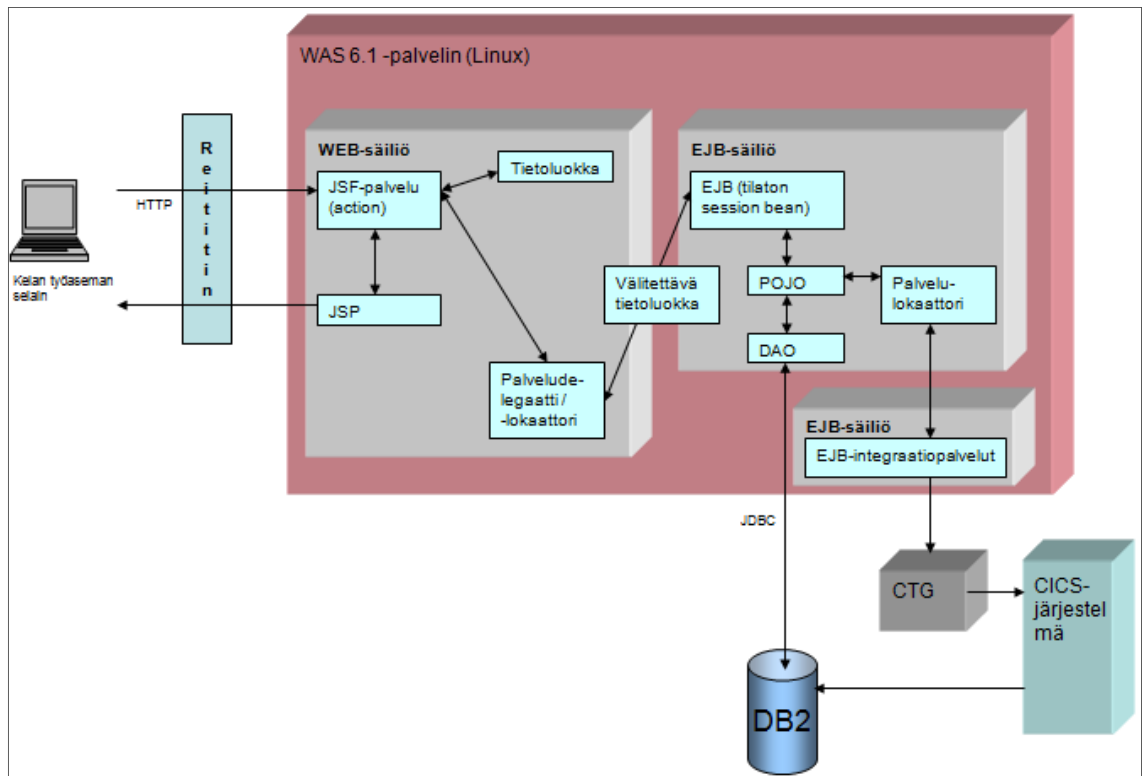 WAS 6.1 -palvelin (Linux)
Reititin
HTTP
Kelan työaseman
selain
WEB-säiliö
JSF-palvelu
(action)
Tietoluokka
JSP
Palvelude-
legaatti /
-lokaattori
Välitettävä
tietoluokka
EJB-säiliö
EJB (tilaton
session bean)
POJO
Palvelu-
lokaattori
DAO
EJB-säiliö
EJB-integraatiopalvelut
JDBC
CTG
CICS-
järjestel
mä
DB2